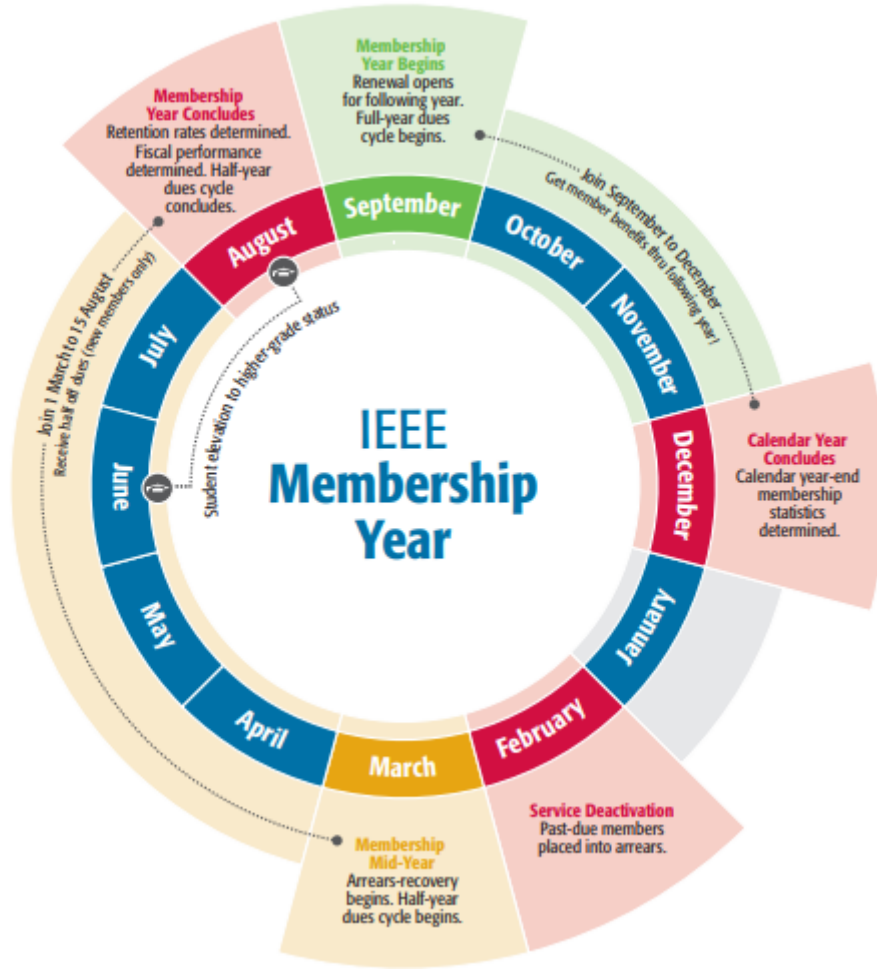 Membership
Year Begins
Renewal opens
for following year.
Full-year dues
cycle begins.
Membership
Year Concludes
Retention rates determined.
Fiscal performance
determined. Half-year
dues cycle
concludes.
September
October
November
December
January
February
March
April
May
June
July
August
Join September to December
Get member benefits thru following year)
Calendar Year
Concludes
Calendar year-end
membership
statistics
determined.
Service Deactivation
Past-due members
placed into arrears.
Membership
Mid-Year
Arrears-recovery
begins. Half-year
dues cycle begins.
Join 1 March to 15 August
Receive half off dues (new members only)
Student elevation to higher-grade status
IEEE
Membership
Year